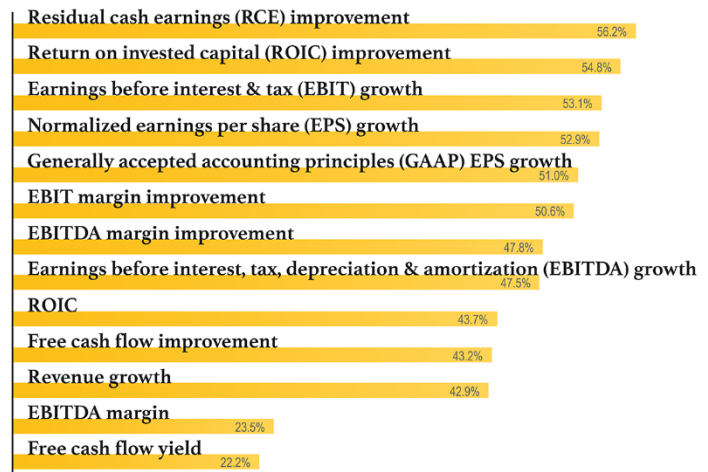 Residual cash earnings (RCE) improvement
56.2%
Return on invested capital (ROIC) improvement
54.8%
Earnings before interest & tax (EBIT) growth
53.1%
Normalized earnings per share (EPS) growth
52.9%
Generally accepted accounting principles (GAAP) EPS growth
51.0%
EBIT margin improvement
50.6%
EBITDA margin improvement
47.8%
Earnings before interest, tax, depreciation & amortization (EBITDA) growth
47.5%
ROIC
43.7%
Free cash flow improvement
43.2%
Revenue growth
42.9%
EBITDA margin
23.5%
Free cash flow yield
22.2%